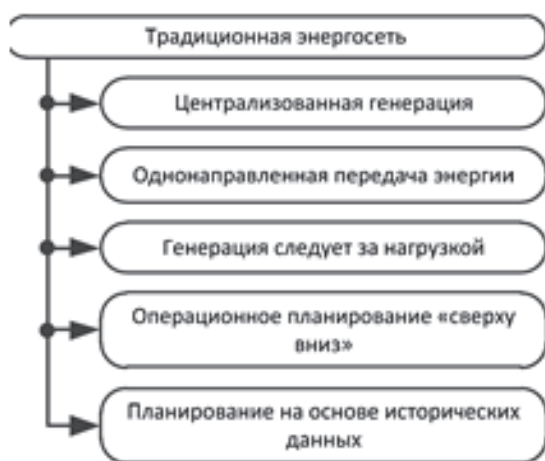 Традиционная энергосеть
Централизованная генерация
Однонаправленная передача энергии
Генерация следует за нагрузкой
Операционное планирование «сверху
вниз»
Планирование на основе исторических
данных